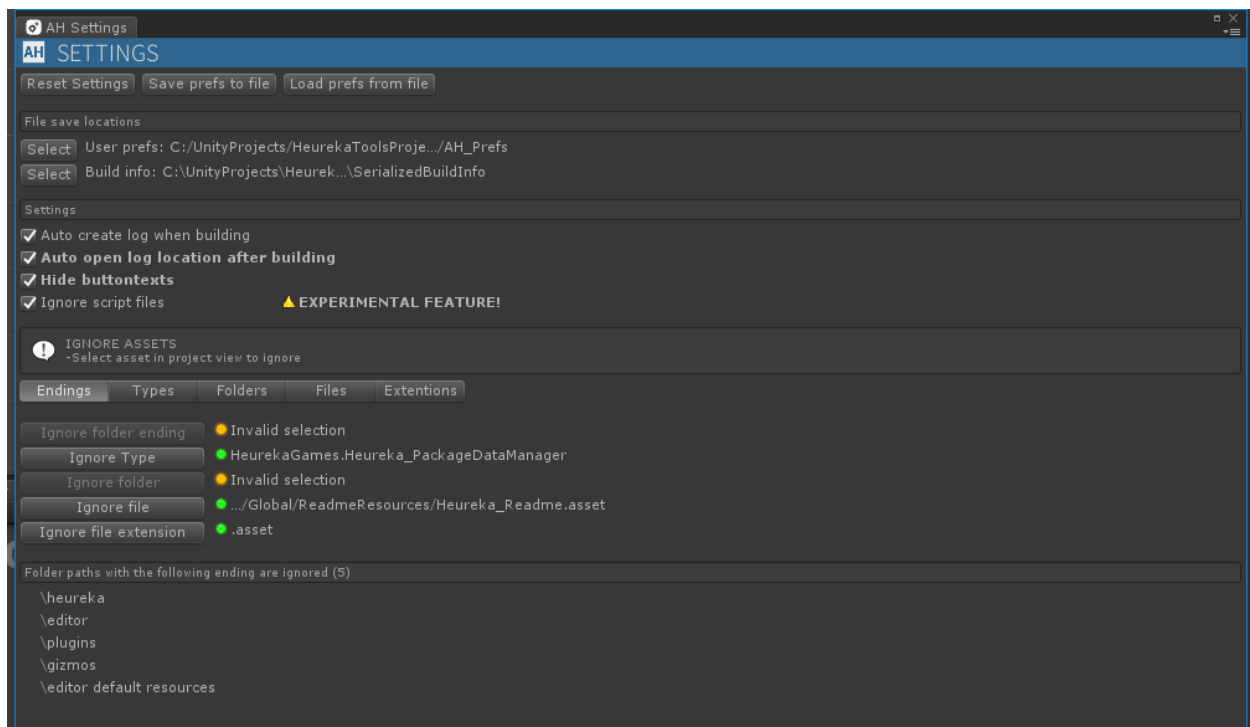 AH Settings
AH SETTINGS
Reset Settings Save prefs to file Load prefs from file
File save locations
Select User prefs: C:/UnityProjects/HeurekaToolsProje.../AH_Prefs
Select Build info: C:\UnityProjects\Heurek...\SerializedBuildInfo
Settings
Auto create log when building
Auto open log location after building
Hide buttontexts
Ignore script files EXPERIMENTAL FEATURE!
IGNORE ASSETS
-Select asset in project view to ignore
Endings Types Folders Files Extentions
Ignore folder ending Invalid selection
Ignore Type HeurekaGames.Heureka_PackageDataManager
Ignore folder Invalid selection
Ignore file .../Global/ReadmeResources/Heureka_Readme.asset
Ignore file extension .asset
Folder paths with the following ending are ignored (5)
\heureka
\editor
\plugins
\gizmos
\editor default resources